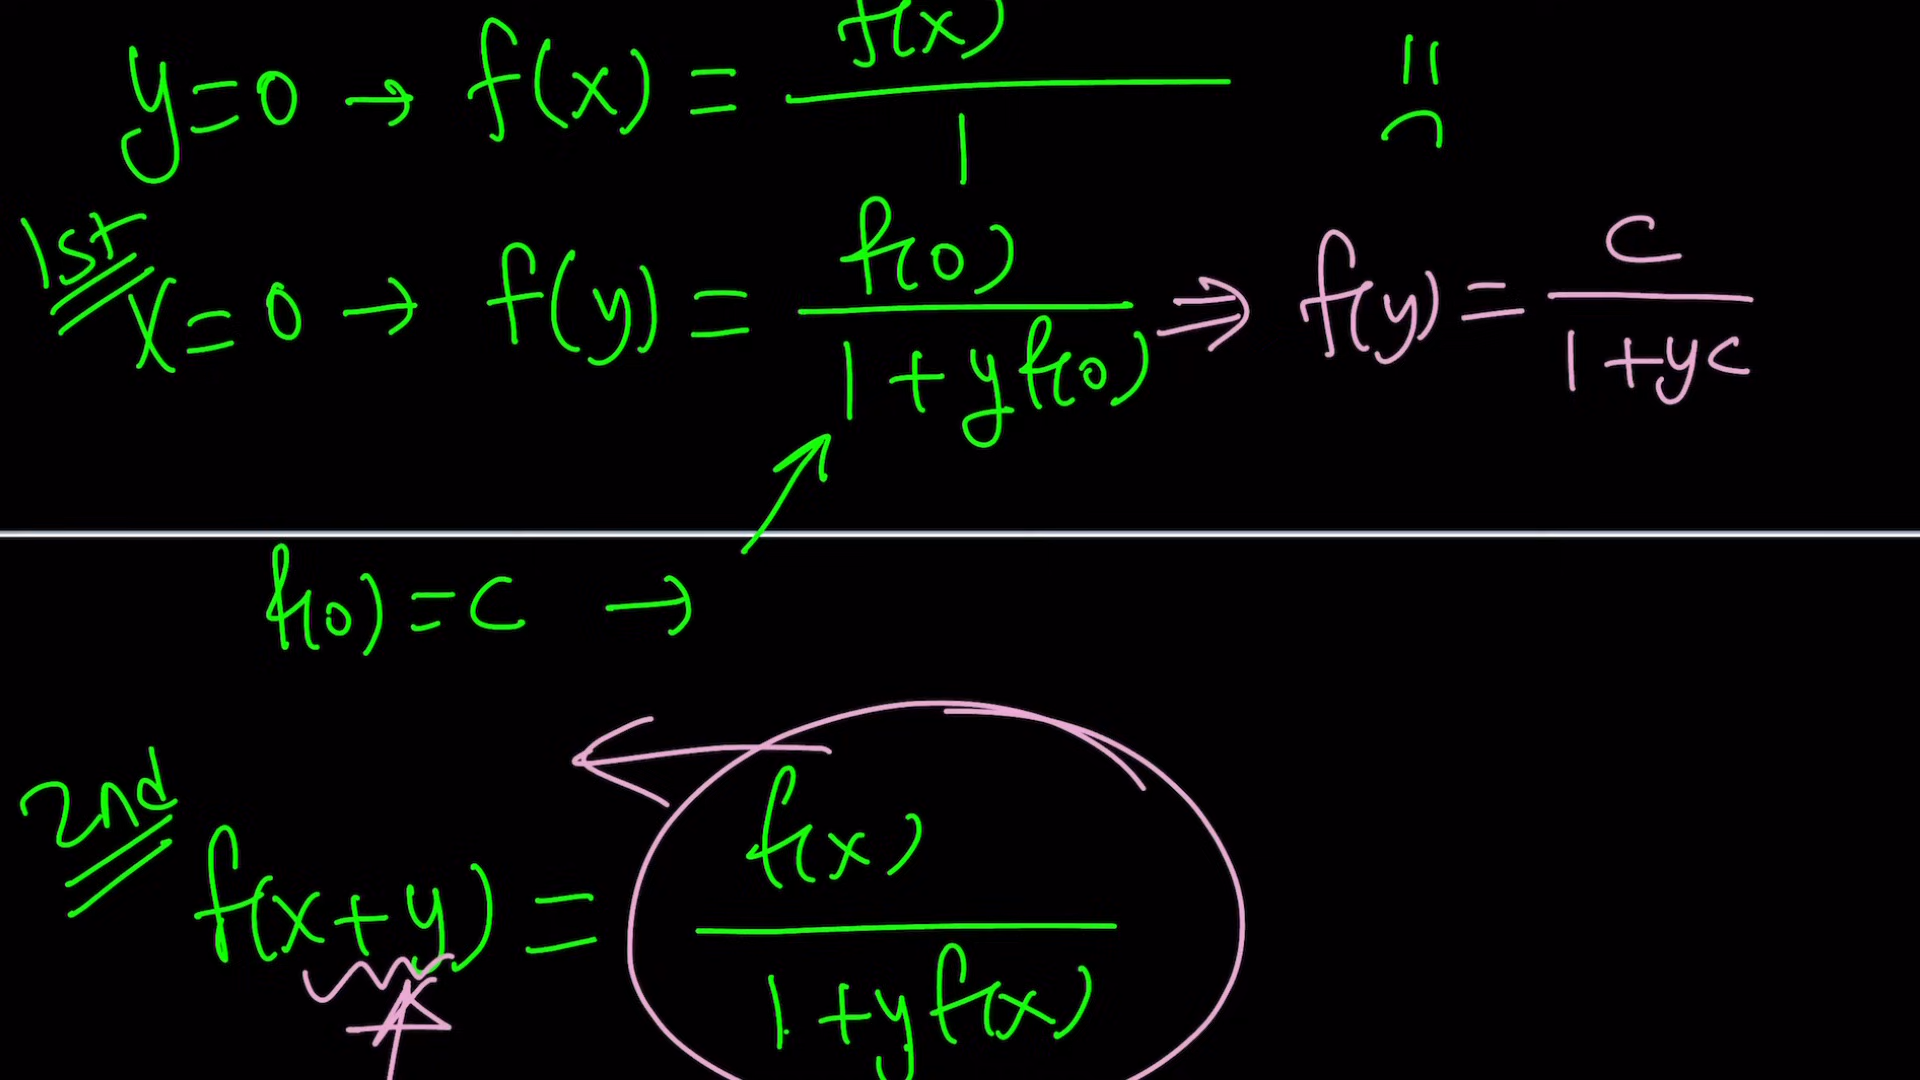 y=0 → f(x) = f(x)/1
1st
x=0 → f(y) = f(0)/(1+yf(0)) ⇒ f(y) = c/(1+yc)
f(0) = c →
2nd
f(x+y) = f(x)/(1+yf(x))